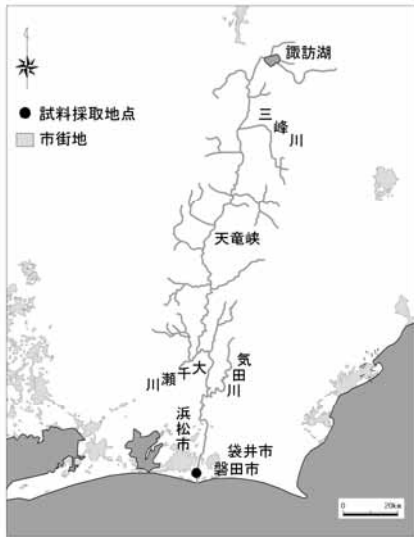 諏訪湖
三峰川
● 試料採取地点
市街地
天竜峡
気田川
大千瀬川
浜松市
袋井市
磐田市
0 20km